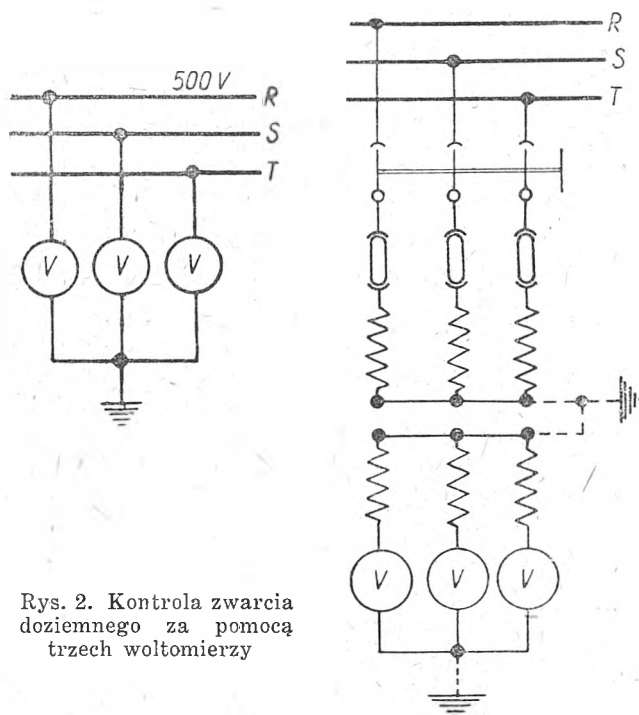 500 V
R
S
T
V V V
R
S
T
V V V
Rys. 2. Kontrola zwarcia
doziemnego za pomocą
trzech woltomierzy